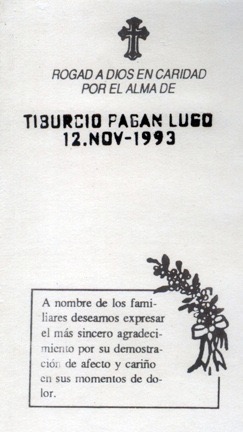 ROGAD A DIOS EN CARIDAD
POR EL ALMA DE
TIBURCIO PAGAN LUGO
12.NOV-1993
A nombre de los fami-
liares deseamos expresar
el más sincero agradeci-
miento por su demostra-
ción de afecto y cariño
en sus momentos de do-
lor.